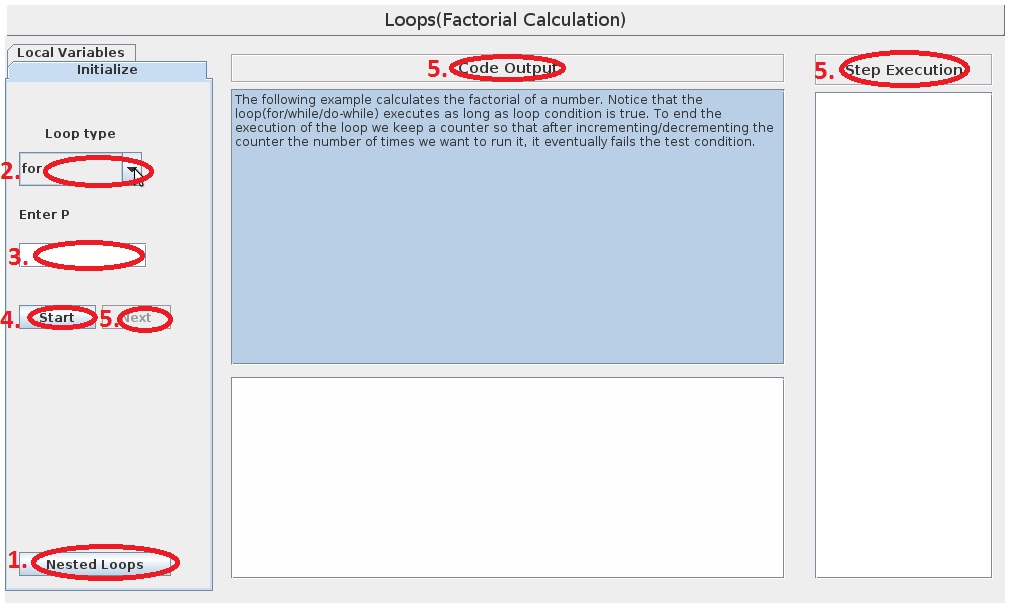 Loops(Factorial Calculation)
Local Variables
Initialize
Loop type
2. for
Enter P
3.
4. Start 5. Next
1. Nested Loops
5. Code Output
The following example calculates the factorial of a number. Notice that the
loop(for/while/do-while) executes as long as loop condition is true. To end the
execution of the loop we keep a counter so that after incrementing/decrementing the
counter the number of times we want to run it, it eventually fails the test condition.
5. Step Execution